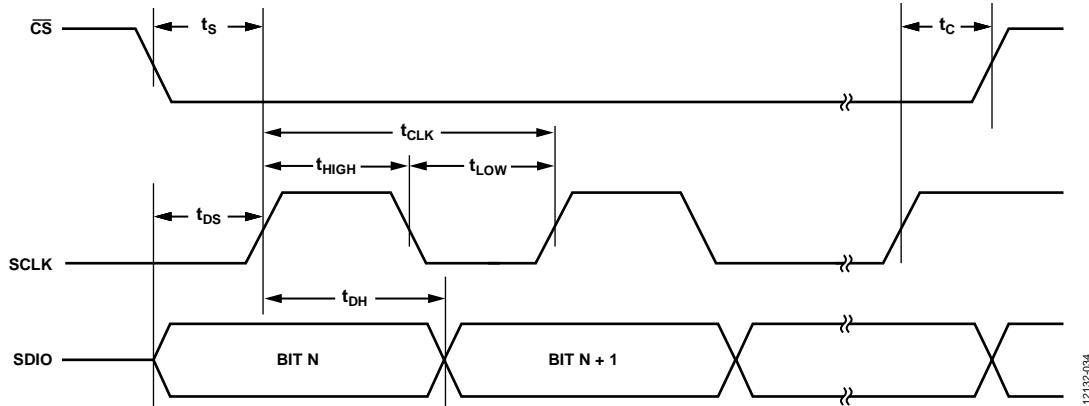 CS
tS
tC
tCLK
tHIGH
tLOW
tDS
SCLK
tDH
SDIO
BIT N
BIT N + 1
12132-034